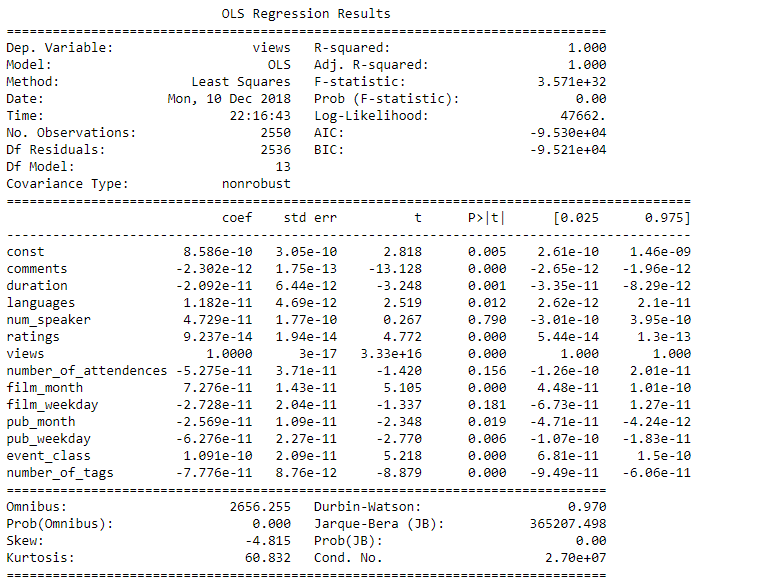 OLS Regression Results
==============================================================================
Dep. Variable: views R-squared: 1.000
Model: OLS Adj. R-squared: 1.000
Method: Least Squares F-statistic: 3.571e+32
Date: Mon, 10 Dec 2018 Prob (F-statistic): 0.00
Time: 22:16:43 Log-Likelihood: 47662.
No. Observations: 2550 AIC: -9.530e+04
Df Residuals: 2536 BIC: -9.521e+04
Df Model: 13
Covariance Type: nonrobust
=========================================================================================
coef std err t P>|t| [0.025 0.975]
-----------------------------------------------------------------------------------------
const 8.586e-10 3.05e-10 2.818 0.005 2.61e-10 1.46e-09
comments -2.302e-12 1.75e-13 -13.128 0.000 -2.65e-12 -1.96e-12
duration -2.092e-11 6.44e-12 -3.248 0.001 -3.35e-11 -8.29e-12
languages 1.182e-11 4.69e-12 2.519 0.012 2.62e-12 2.1e-11
num_speaker 4.729e-11 1.77e-10 0.267 0.790 -3.01e-10 3.95e-10
ratings 9.237e-14 1.94e-14 4.772 0.000 5.44e-14 1.3e-13
views 1.0000 3e-17 3.33e+16 0.000 1.000 1.000
number_of_attendences -5.275e-11 3.71e-11 -1.420 0.156 -1.26e-10 2.01e-11
film_month 7.276e-11 1.43e-11 5.105 0.000 4.48e-11 1.01e-10
film_weekday -2.728e-11 2.04e-11 -1.337 0.181 -6.73e-11 1.27e-11
pub_month -2.569e-11 1.09e-11 -2.348 0.019 -4.71e-11 -4.24e-12
pub_weekday -6.276e-11 2.27e-11 -2.770 0.006 -1.07e-10 -1.83e-11
event_class 1.091e-10 2.09e-11 5.218 0.000 6.81e-11 1.5e-10
number_of_tags -7.776e-11 8.76e-12 -8.879 0.000 -9.49e-11 -6.06e-11
==============================================================================
Omnibus: 2656.255 Durbin-Watson: 0.970
Prob(Omnibus): 0.000 Jarque-Bera (JB): 365207.498
Skew: -4.815 Prob(JB): 0.00
Kurtosis: 60.832 Cond. No. 2.70e+07
==============================================================================